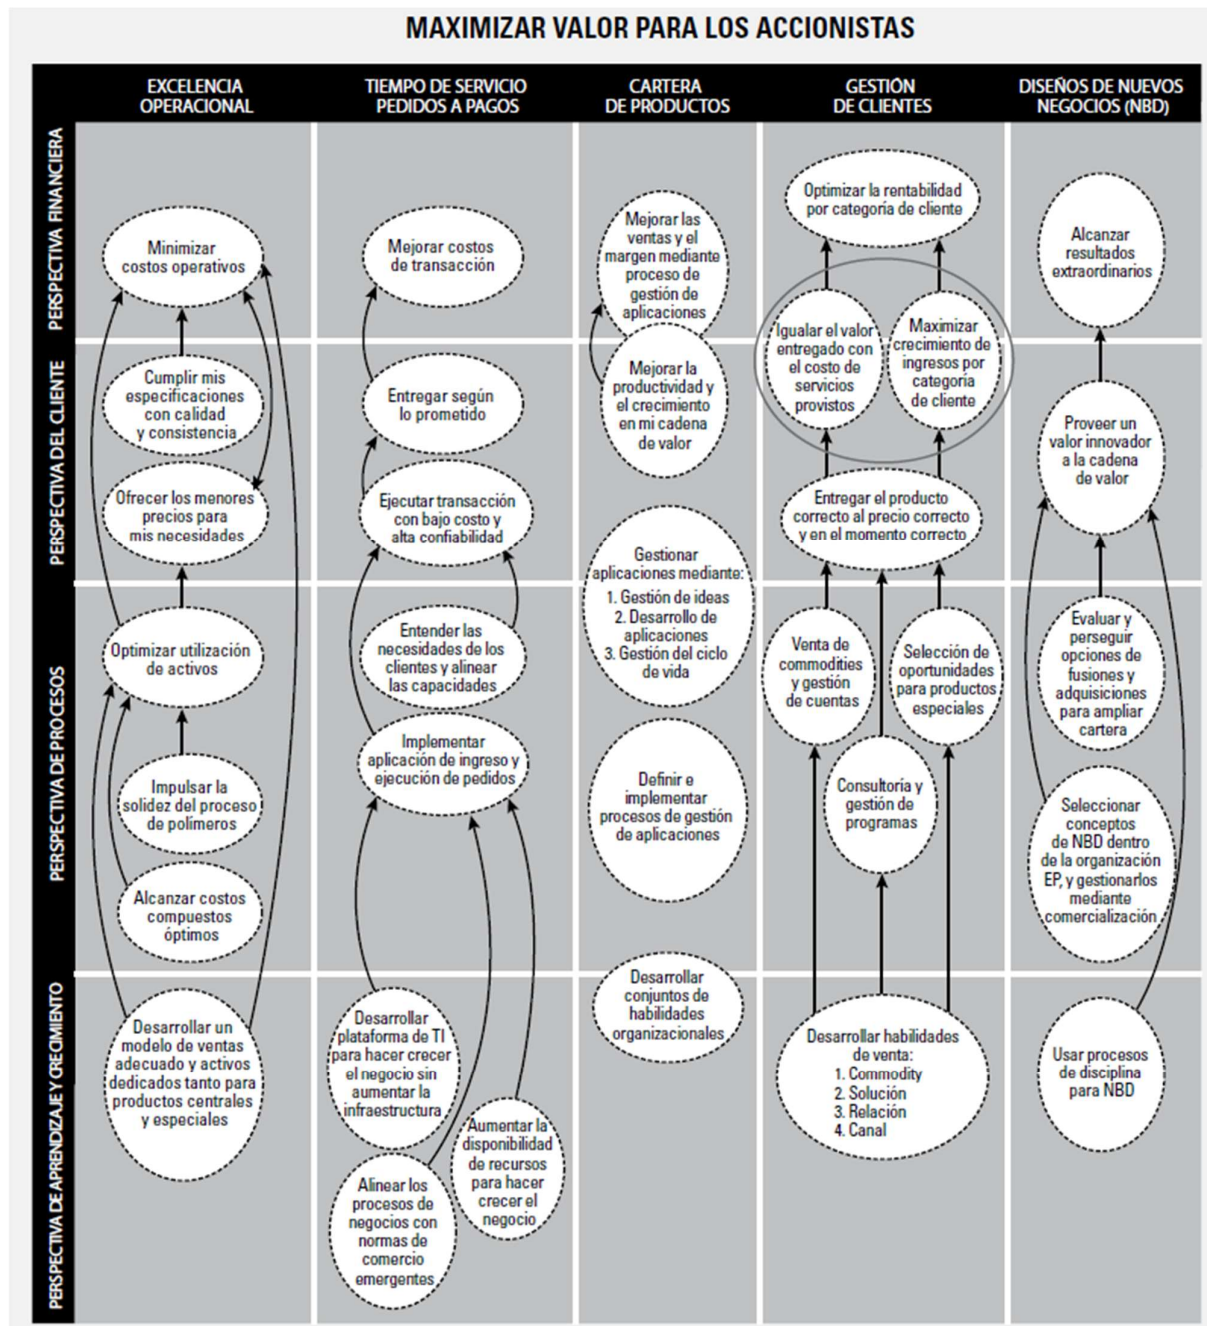 MAXIMIZAR VALOR PARA LOS ACCIONISTAS
EXCELENCIA
OPERACIONAL
TIEMPO DE SERVICIO
PEDIDOS A PAGOS
CARTERA
DE PRODUCTOS
GESTIÓN
DE CLIENTES
DISEÑOS DE NUEVOS
NEGOCIOS (NBD)
PERSPECTIVA FINANCIERA
Minimizar
costos operativos
Mejorar costos
de transacción
Mejorar las
ventas y el
margen mediante
proceso de
gestión de
aplicaciones
Optimizar la rentabilidad
por categoría de cliente
Igualar el valor
entregado con
el costo de
servicios
provistos
Maximizar
crecimiento de
ingresos por
categoría
de cliente
Alcanzar
resultados
extraordinarios
PERSPECTIVA DEL CLIENTE
Cumplir mis
especificaciones
con calidad
y consistencia
Ofrecer los menores
precios para
mis necesidades
Entregar según
lo prometido
Ejecutar transacción
con bajo costo y
alta confiabilidad
Mejorar la
productividad y
el crecimiento
en mi cadena
de valor
Entregar el producto
correcto al precio correcto
y en el momento correcto
Proveer un
valor innovador
a la cadena
de valor
PERSPECTIVA DE PROCESOS
Optimizar utilización
de activos
Impulsar la
solidez del proceso
de polímeros
Alcanzar costos
compuestos
óptimos
Entender las
necesidades de los
clientes y alinear
las capacidades
Implementar
aplicación de ingreso y
ejecución de pedidos
Gestionar
aplicaciones mediante:
1. Gestión de ideas
2. Desarrollo de
aplicaciones
3. Gestión del ciclo
de vida
Definir e
implementar
procesos de gestión
de aplicaciones
Venta de
commodities
y gestión
de cuentas
Selección de
oportunidades
para productos
especiales
Consultoría y
gestión de
programas
Evaluar y
perseguir
opciones de
fusiones y
adquisiciones
para ampliar
cartera
Seleccionar
conceptos
de NBD dentro
de la organización
EP, y gestionarlos
mediante
comercialización
PERSPECTIVA DE APRENDIZAJE Y CRECIMIENTO
Desarrollar un
modelo de ventas
adecuado y activos
dedicados tanto para
productos centrales
y especiales
Desarrollar
plataforma de TI
para hacer crecer
el negocio sin
aumentar la
infraestructura
Aumentar la
disponibilidad
de recursos
para hacer
crecer el
negocio
Alinear los
procesos de
negocios con
normas de
comercio
emergentes
Desarrollar
conjuntos de
habilidades
organizacionales
Desarrollar habilidades
de venta:
1. Commodity
2. Solución
3. Relación
4. Canal
Usar procesos
de disciplina
para NBD